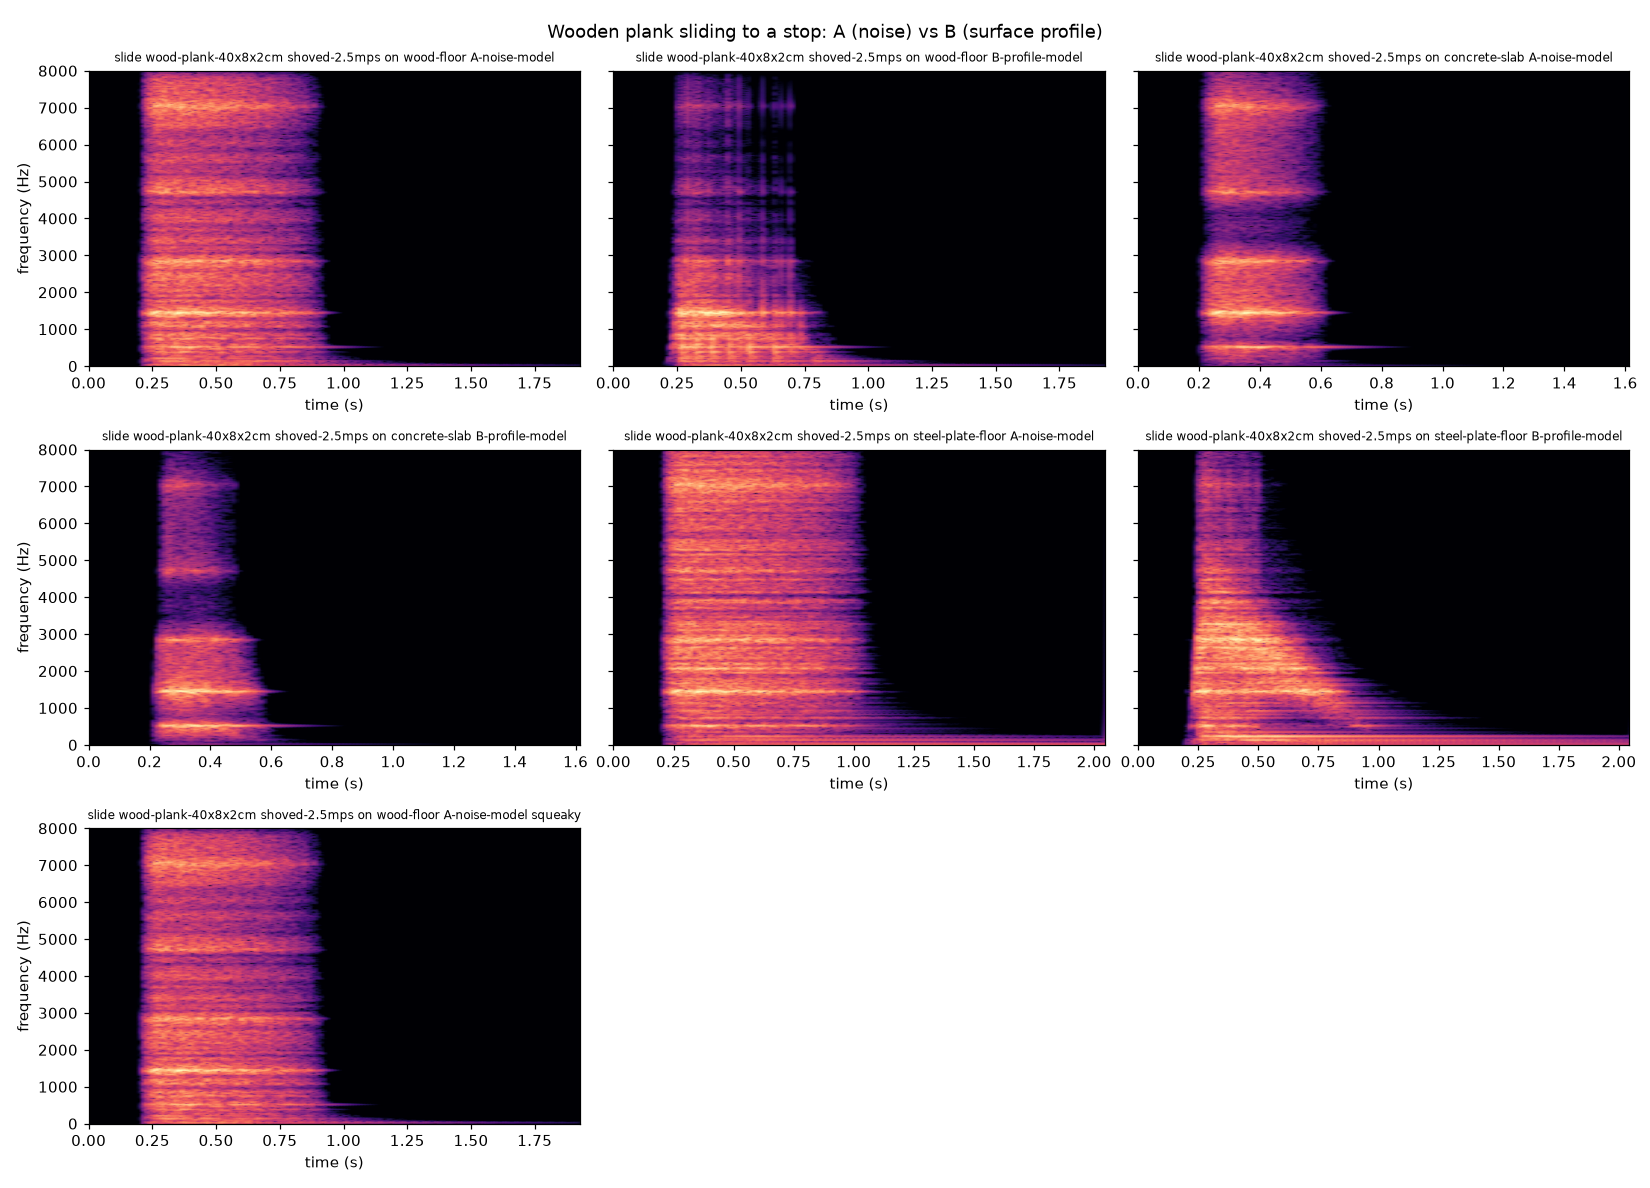 Wooden plank sliding to a stop: A (noise) vs B (surface profile)
slide wood-plank-40x8x2cm shoved-2.5mps on wood-floor A-noise-model
slide wood-plank-40x8x2cm shoved-2.5mps on wood-floor B-profile-model
slide wood-plank-40x8x2cm shoved-2.5mps on concrete-slab A-noise-model
8000
7000
6000
5000
4000
3000
2000
1000
0
frequency (Hz)
0.00 0.25 0.50 0.75 1.00 1.25 1.50 1.75
0.00 0.25 0.50 0.75 1.00 1.25 1.50 1.75
0.0 0.2 0.4 0.6 0.8 1.0 1.2 1.4 1.6
time (s)
time (s)
time (s)
slide wood-plank-40x8x2cm shoved-2.5mps on concrete-slab B-profile-model
slide wood-plank-40x8x2cm shoved-2.5mps on steel-plate-floor A-noise-model
slide wood-plank-40x8x2cm shoved-2.5mps on steel-plate-floor B-profile-model
8000
7000
6000
5000
4000
3000
2000
1000
0
frequency (Hz)
0.0 0.2 0.4 0.6 0.8 1.0 1.2 1.4 1.6
0.00 0.25 0.50 0.75 1.00 1.25 1.50 1.75 2.00
0.00 0.25 0.50 0.75 1.00 1.25 1.50 1.75 2.00
time (s)
time (s)
time (s)
slide wood-plank-40x8x2cm shoved-2.5mps on wood-floor A-noise-model squeaky
8000
7000
6000
5000
4000
3000
2000
1000
0
frequency (Hz)
0.00 0.25 0.50 0.75 1.00 1.25 1.50 1.75
time (s)